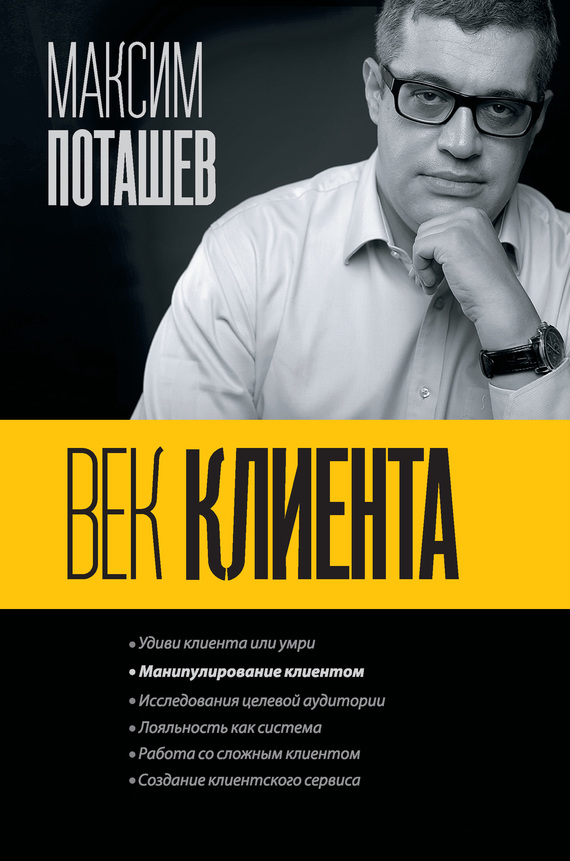 МАКСИМ
ПОТАШЕВ
ВЕК КЛИЕНТА
• Удиви клиента или умри
• Манипулирование клиентом
• Исследования целевой аудитории
• Лояльность как система
• Работа со сложным клиентом
• Создание клиентского сервиса